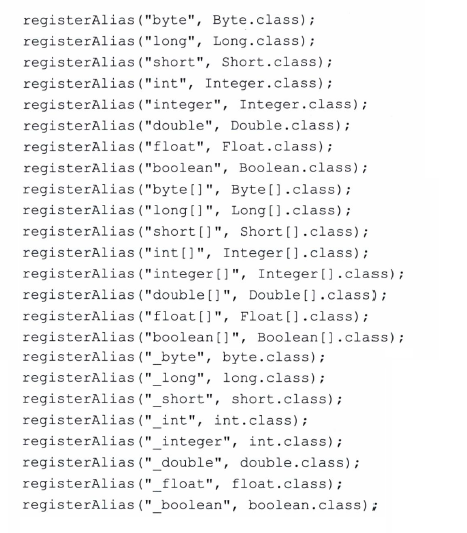 registerAlias("byte", Byte.class);
registerAlias("long", Long.class);
registerAlias("short", Short.class);
registerAlias("int", Integer.class);
registerAlias("integer", Integer.class);
registerAlias("double", Double.class);
registerAlias("float", Float.class);
registerAlias("boolean", Boolean.class);
registerAlias("byte[]", Byte[].class);
registerAlias("long[]", Long[].class);
registerAlias("short[]", Short[].class);
registerAlias("int[]", Integer[].class);
registerAlias("integer[]", Integer[].class);
registerAlias("double[]", Double[].class);
registerAlias("float[]", Float[].class);
registerAlias("boolean[]", Boolean[].class);
registerAlias("_byte", byte.class);
registerAlias("_long", long.class);
registerAlias("_short", short.class);
registerAlias("_int", int.class);
registerAlias("_integer", int.class);
registerAlias("_double", double.class);
registerAlias("_float", float.class);
registerAlias("_boolean", boolean.class);